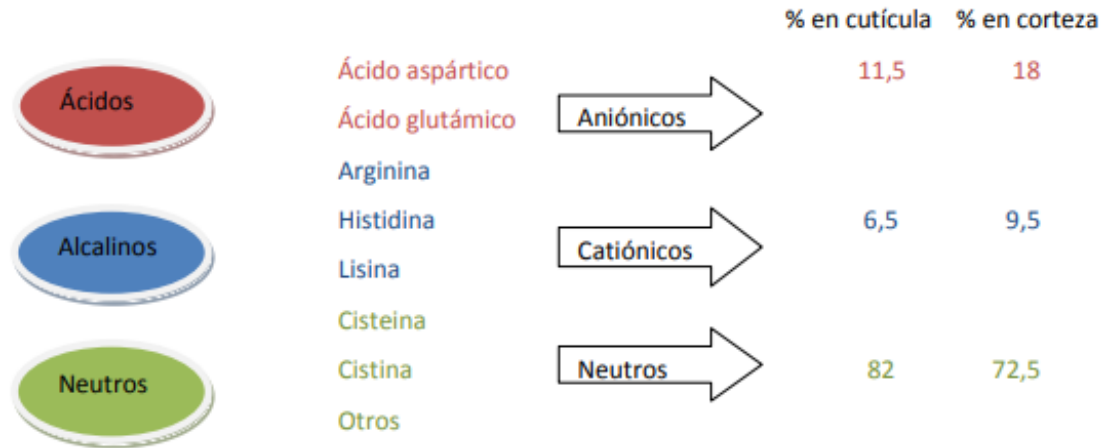 % en cutícula % en corteza
Ácido aspártico 11,5 18
Ácidos
Ácido glutámico Aniónicos
Arginina
Histidina 6,5 9,5
Alcalinos Catiónicos
Lisina
Cisteina
Cistina Neutros 82 72,5
Neutros
Otros